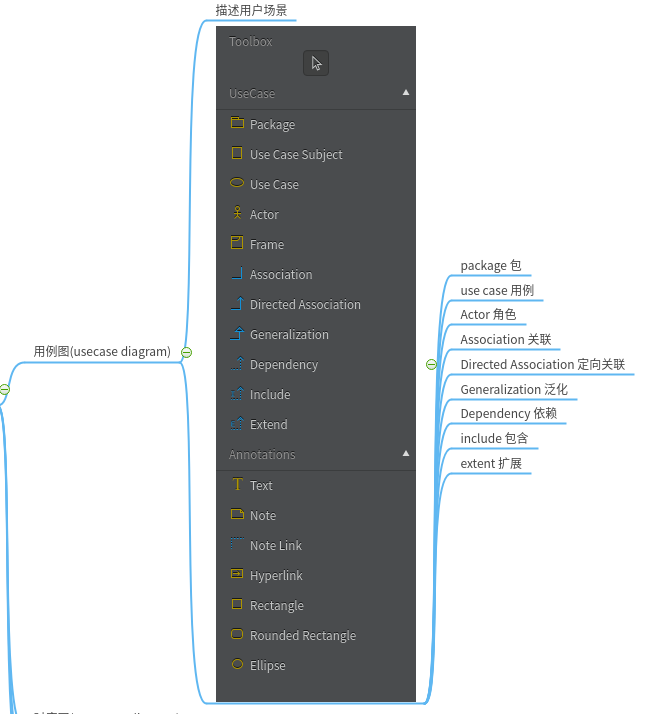 描述用户场景
Toolbox
UseCase
Package
Use Case Subject
Use Case
Actor
Frame
Association
Directed Association
Generalization
Dependency
Include
Extend
Annotations
Text
Note
Note Link
Hyperlink
Rectangle
Rounded Rectangle
Ellipse
用例图(usecase diagram)
package 包
use case 用例
Actor 角色
Association 关联
Directed Association 定向关联
Generalization 泛化
Dependency 依赖
include 包含
extent 扩展